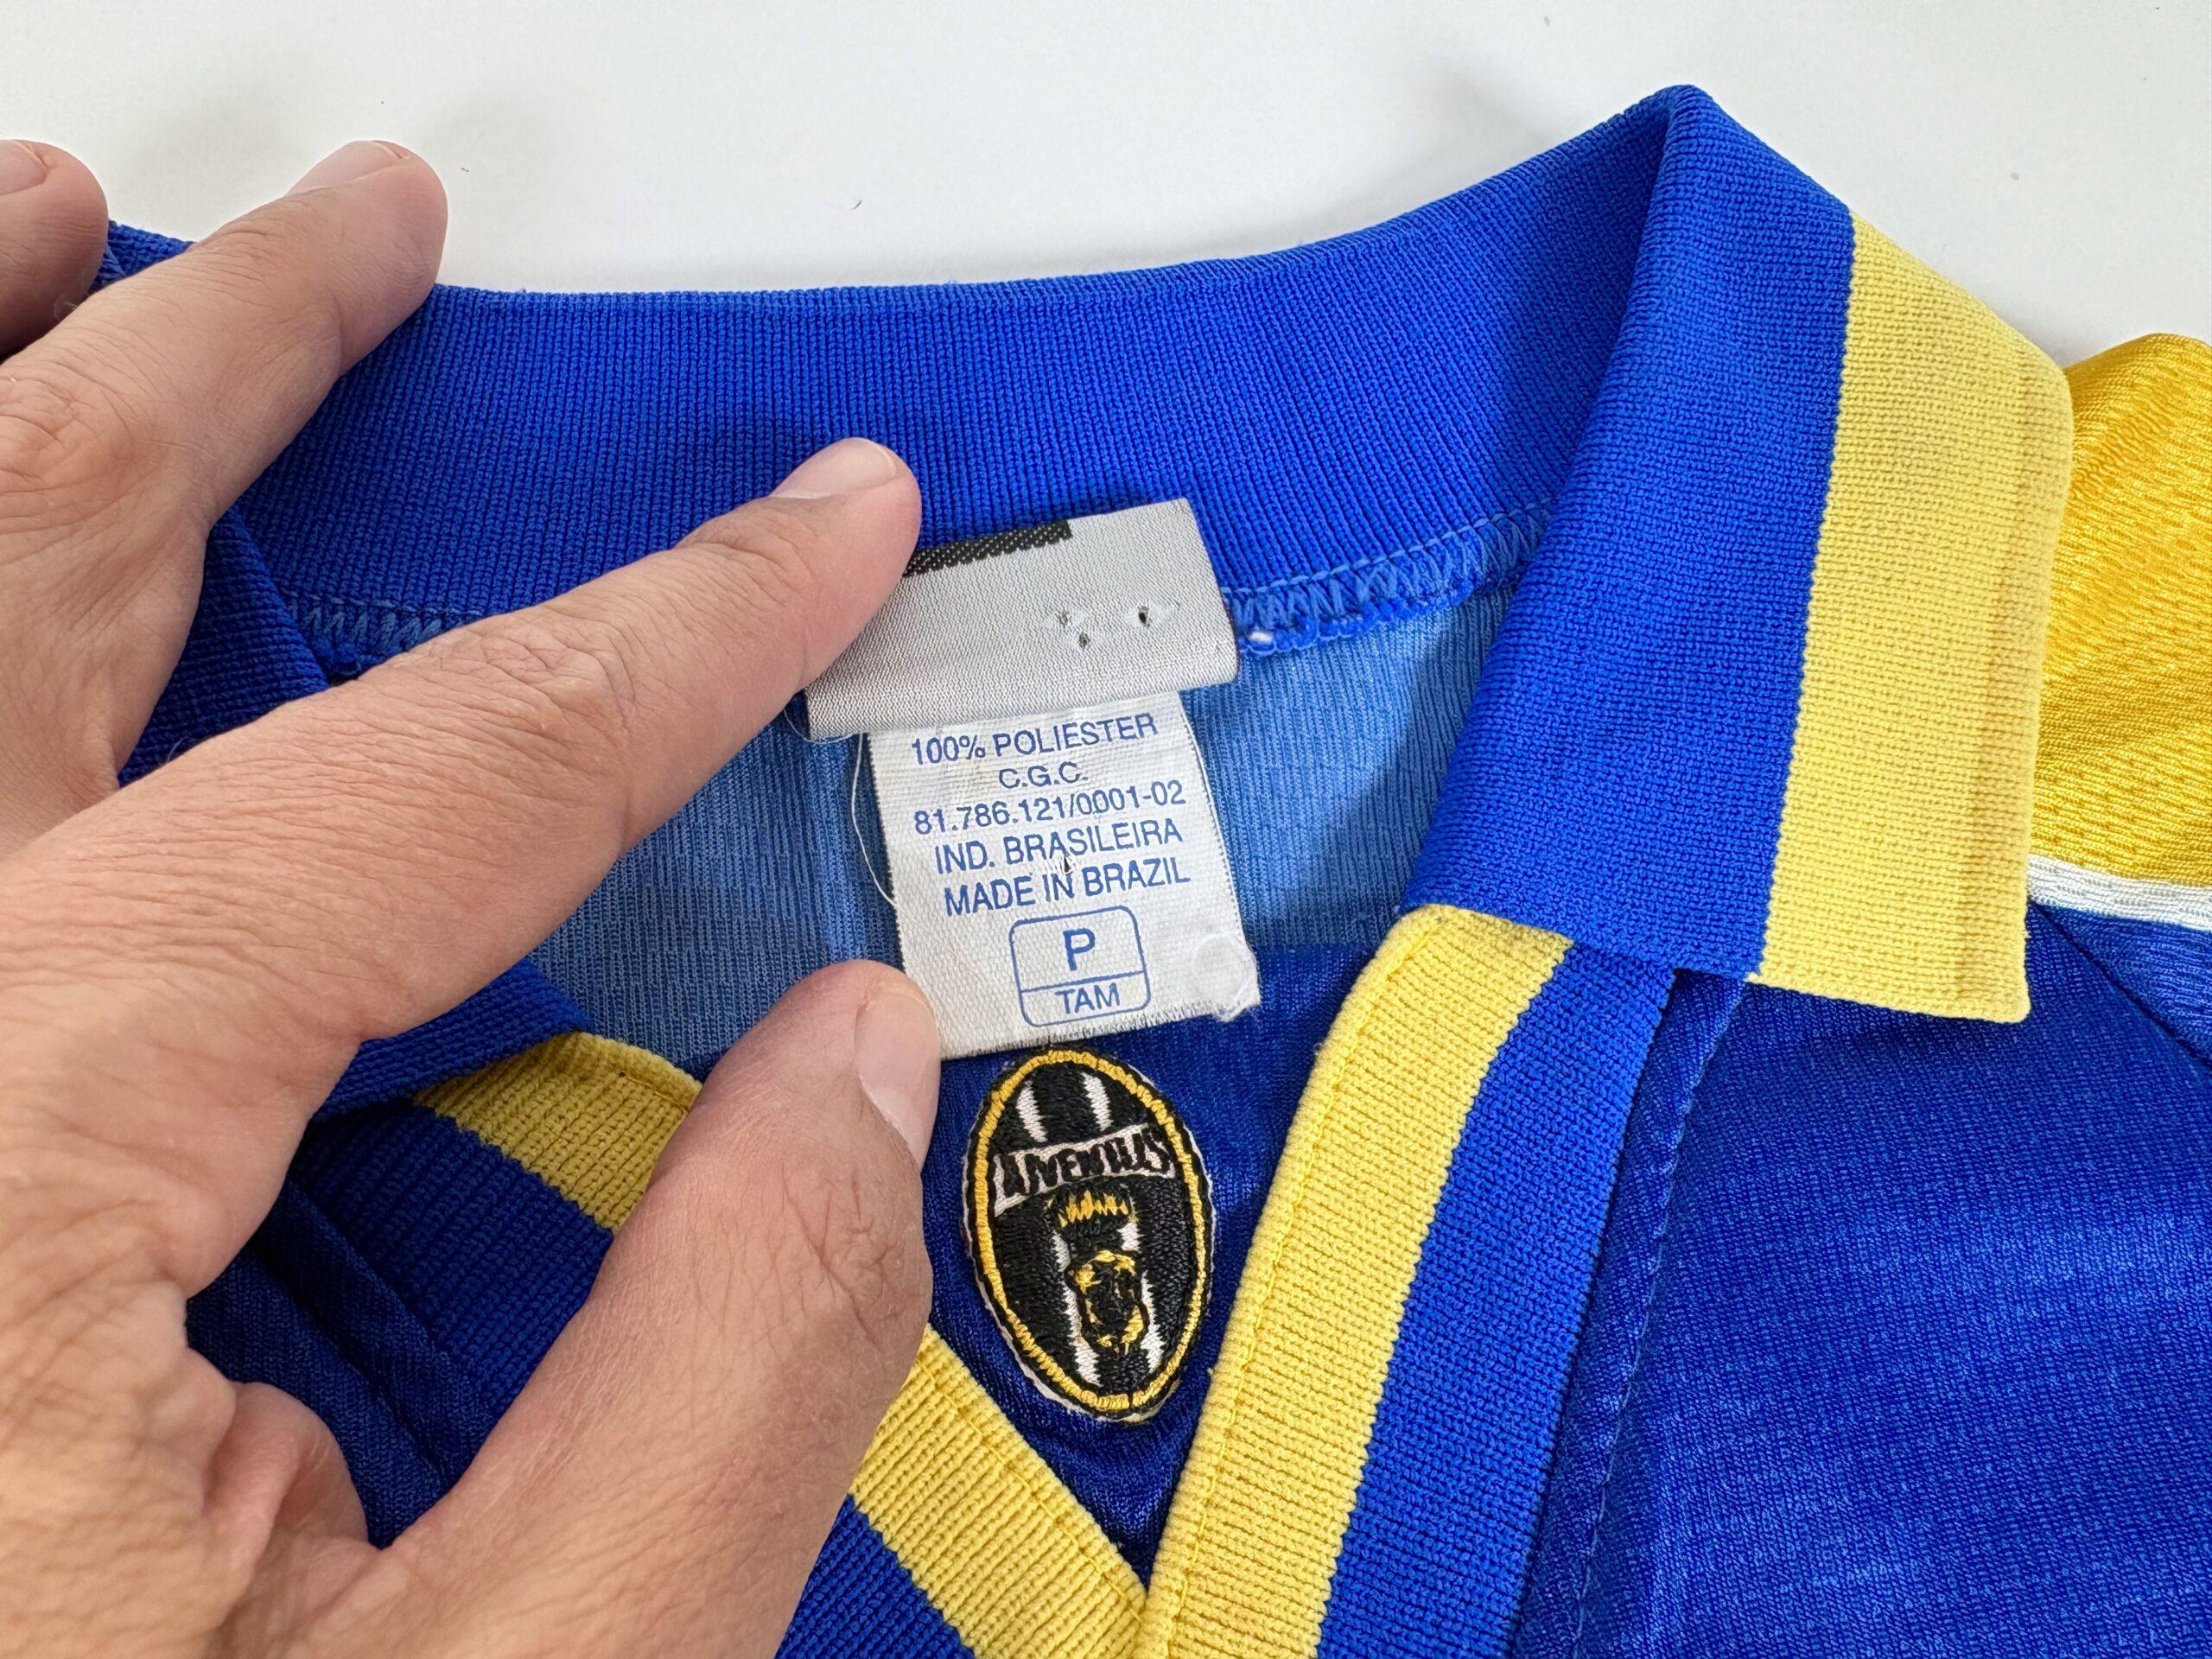 100% POLIESTER
C.G.C.
81.786.121/0001-02
IND. BRASILEIRA
MADE IN BRAZIL
P
TAM
JUVENTUS